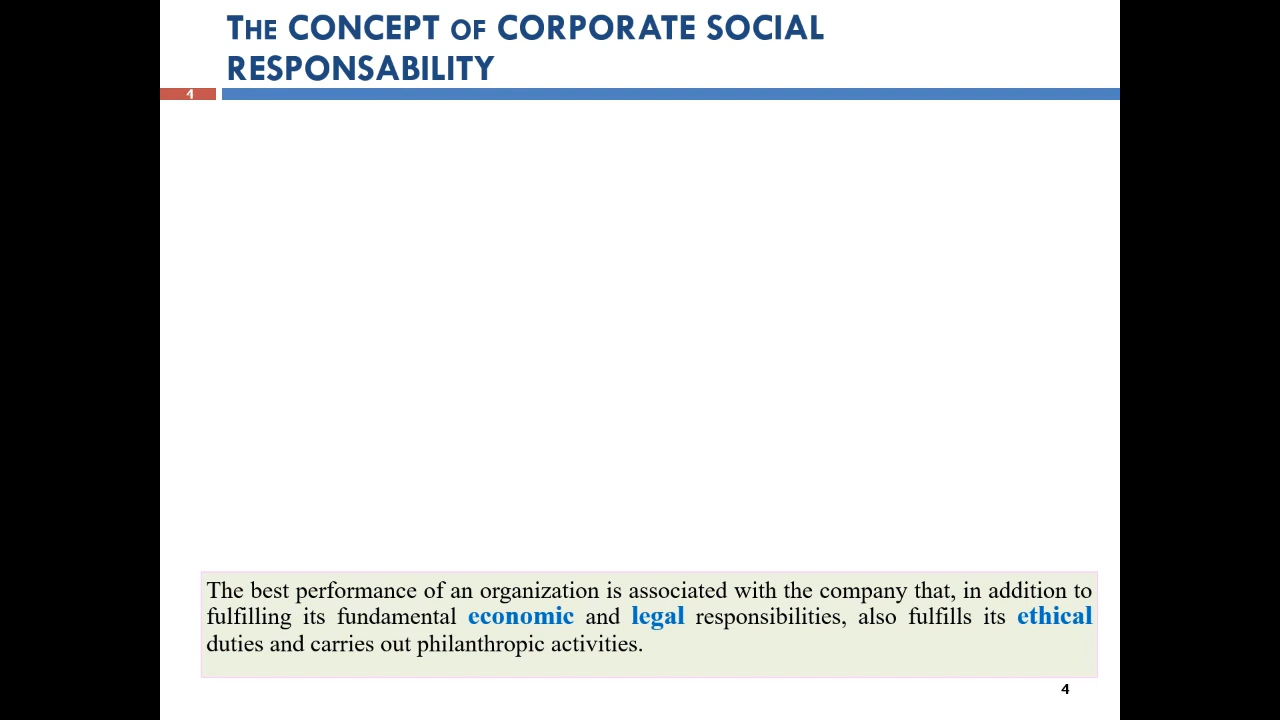 THE CONCEPT OF CORPORATE SOCIAL
RESPONSABILITY
4
The best performance of an organization is associated with the company that, in addition to
fulfilling its fundamental economic and legal responsibilities, also fulfills its ethical
duties and carries out philanthropic activities.
4